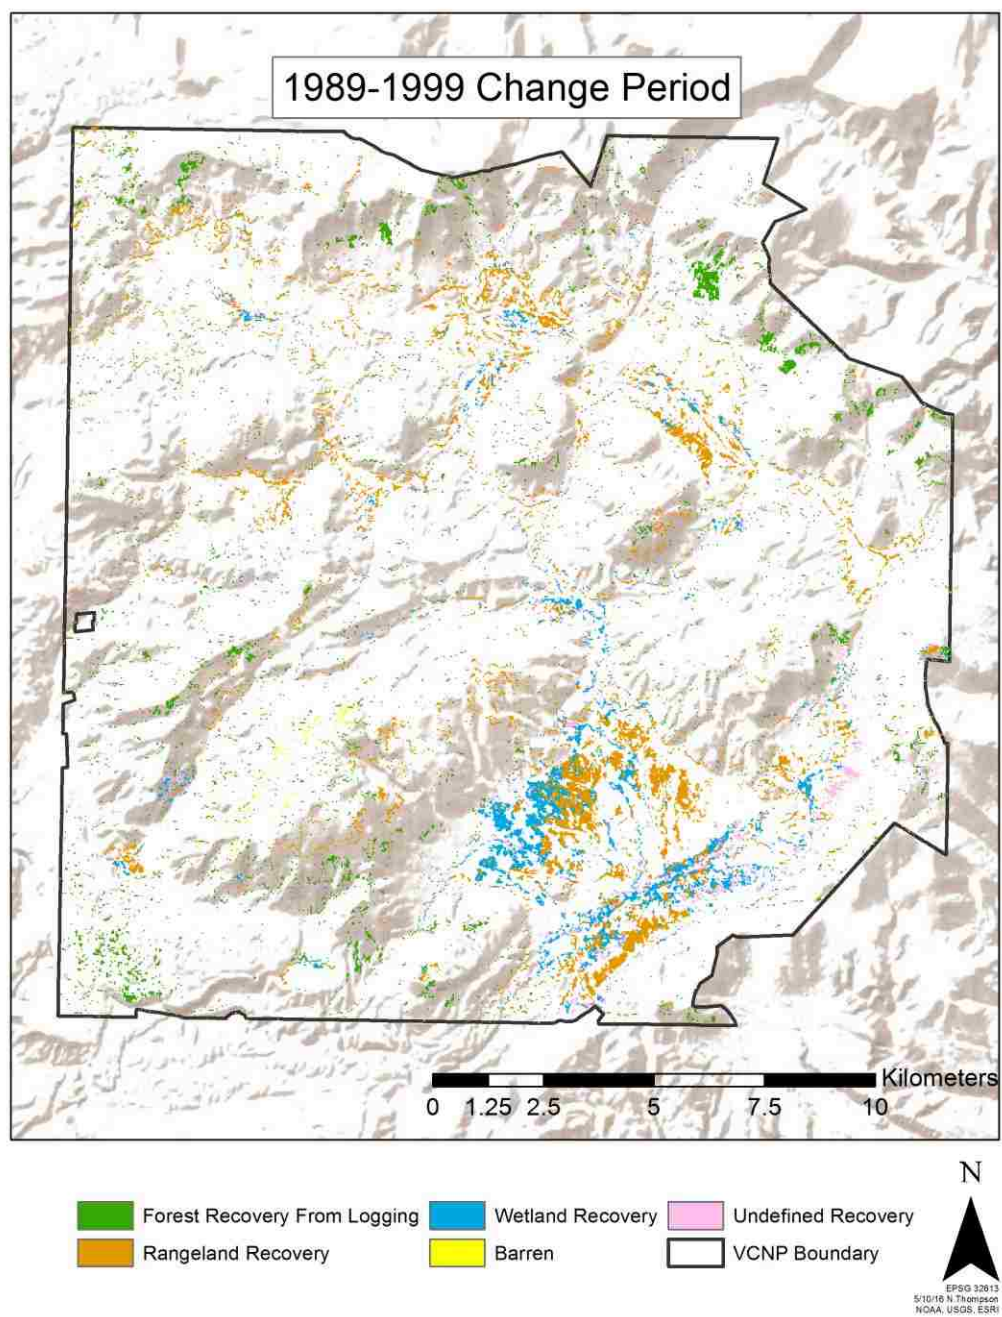 1989-1999 Change Period
Kilometers
0 1.25 2.5 5 7.5 10
N
Forest Recovery From Logging Wetland Recovery Undefined Recovery
Rangeland Recovery Barren VCNP Boundary
EPSG 32613
5/10/16 N.Thompson
NOAA, USGS, ESRI